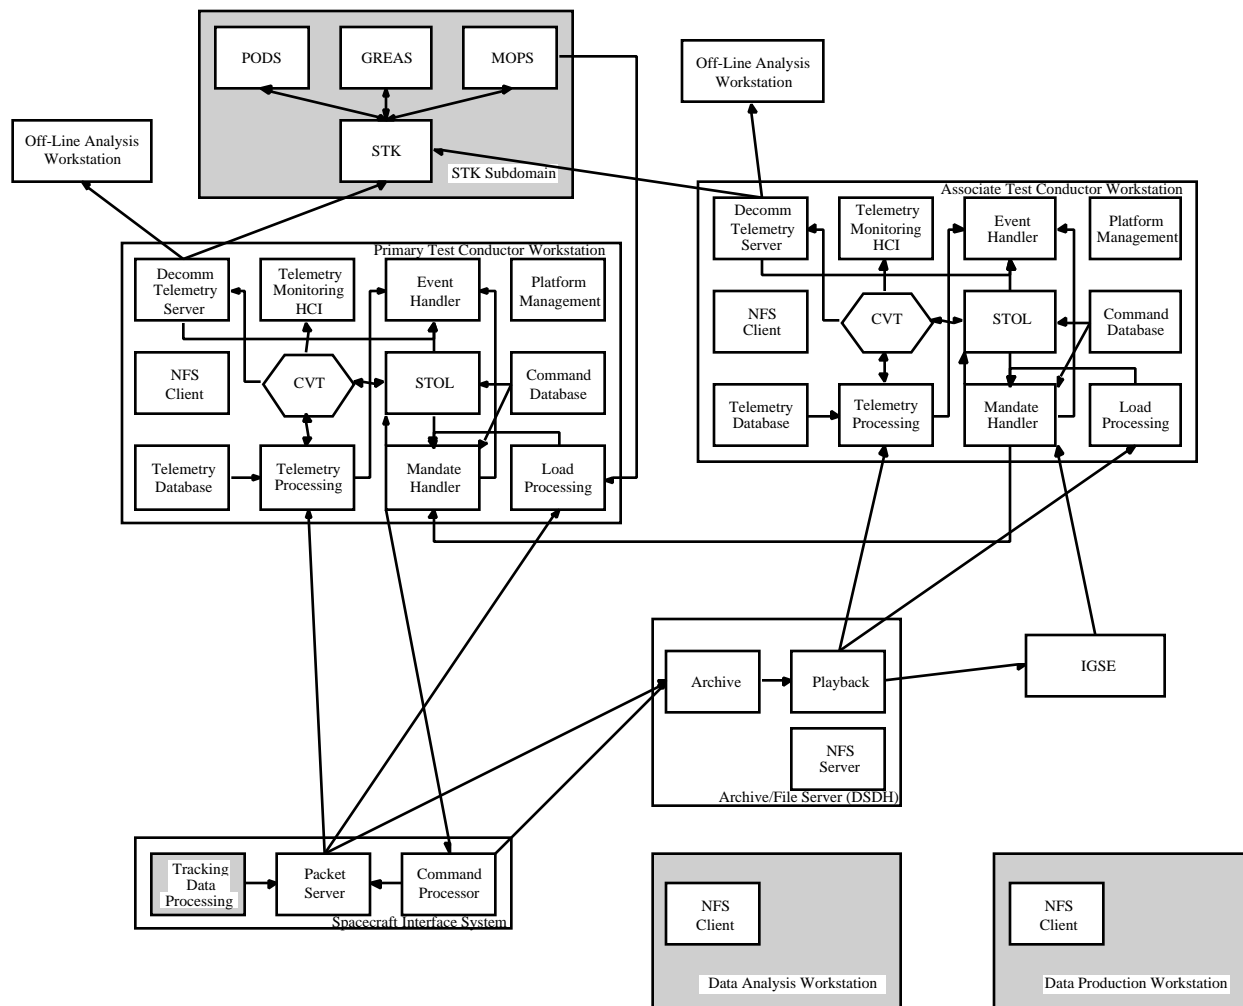 PODS
GREAS
MOPS
STK
STK Subdomain
Off-Line Analysis
Workstation
Off-Line Analysis
Workstation
Primary Test Conductor Workstation
Decomm
Telemetry
Server
Telemetry
Monitoring
HCI
Event
Handler
Platform
Management
NFS
Client
CVT
STOL
Command
Database
Telemetry
Database
Telemetry
Processing
Mandate
Handler
Load
Processing
Associate Test Conductor Workstation
Decomm
Telemetry
Server
Telemetry
Monitoring
HCI
Event
Handler
Platform
Management
NFS
Client
CVT
STOL
Command
Database
Telemetry
Database
Telemetry
Processing
Mandate
Handler
Load
Processing
Archive
Playback
NFS
Server
Archive/File Server (DSDH)
IGSE
Tracking
Data
Processing
Packet
Server
Command
Processor
Spacecraft Interface System
NFS
Client
Data Analysis Workstation
NFS
Client
Data Production Workstation